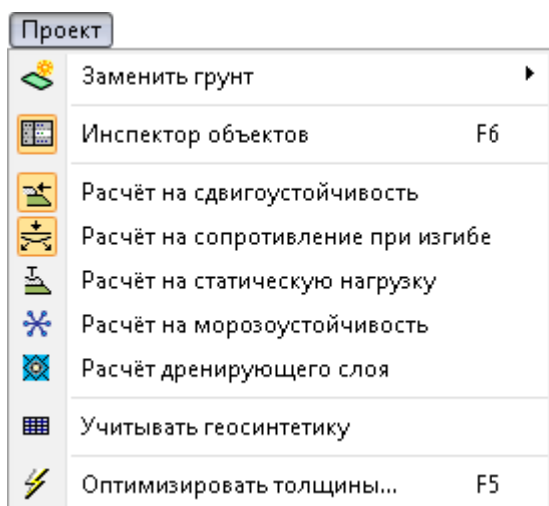 Проект
Заменить грунт
Инспектор объектов F6
Расчёт на сдвигоустойчивость
Расчёт на сопротивление при изгибе
Расчёт на статическую нагрузку
Расчёт на морозоустойчивость
Расчёт дренирующего слоя
Учитывать геосинтетику
Оптимизировать толщины... F5